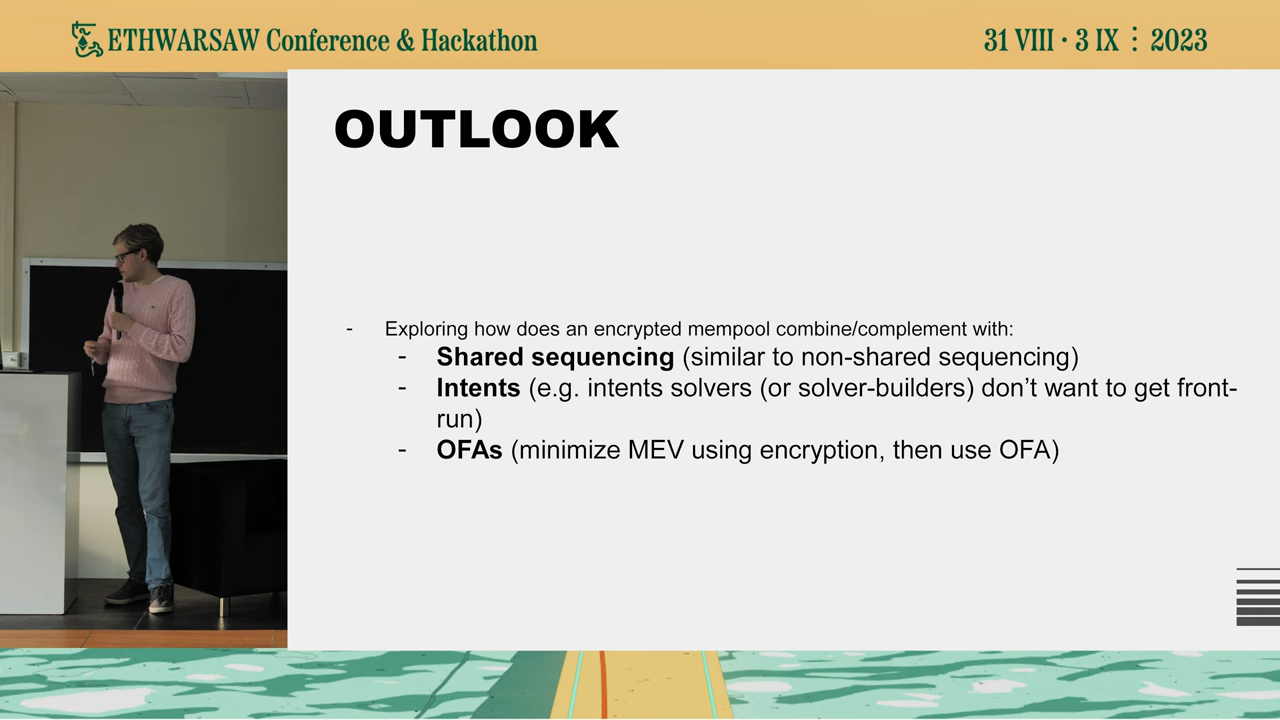 ETHWARSAW Conference & Hackathon
31 VIII · 3 IX ⋮ 2023
OUTLOOK
- Exploring how does an encrypted mempool combine/complement with:
- Shared sequencing (similar to non-shared sequencing)
- Intents (e.g. intents solvers (or solver-builders) don’t want to get front-
run)
- OFAs (minimize MEV using encryption, then use OFA)